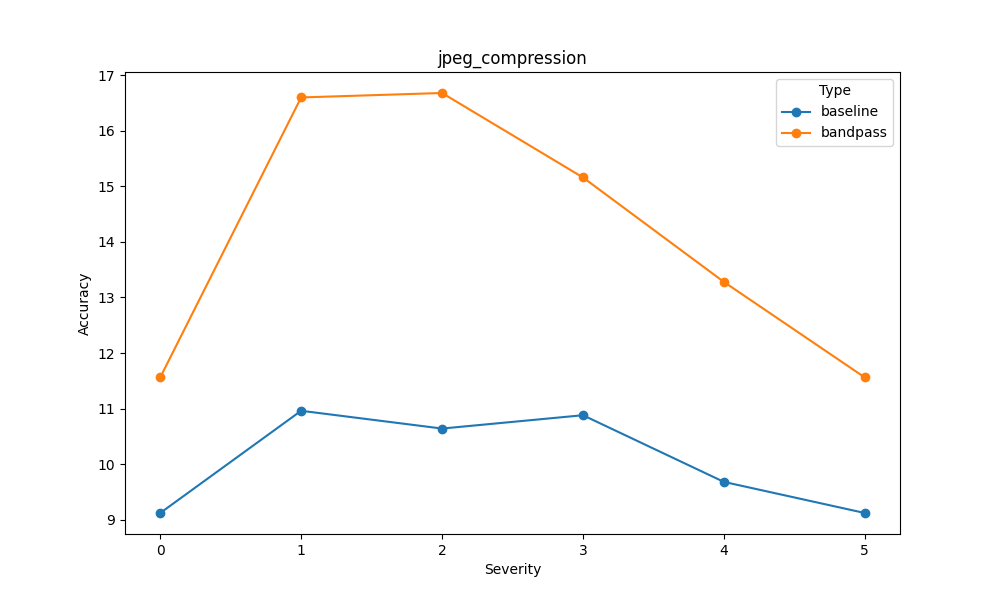 jpeg_compression
Type
baseline
bandpass
17
16
15
14
13
12
11
10
9
Accuracy
0 1 2 3 4 5
Severity